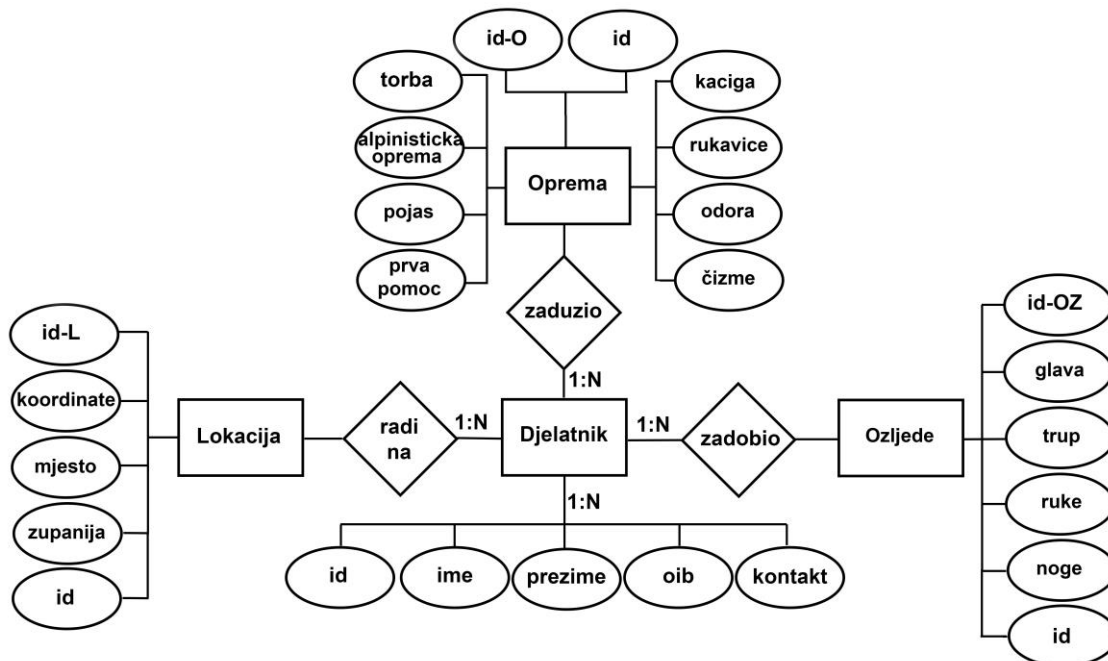 id-O
id
torba
kaciga
alpinisticka
oprema
rukavice
Oprema
pojas
odora
prva
pomoc
čizme
zaduzio
1:N
id-L
koordinate
mjesto
zupanija
id
Lokacija
radi
na
1:N
Djelatnik
1:N
zadobio
Ozljede
id-OZ
glava
trup
ruke
noge
id
1:N
id
ime
prezime
oib
kontakt